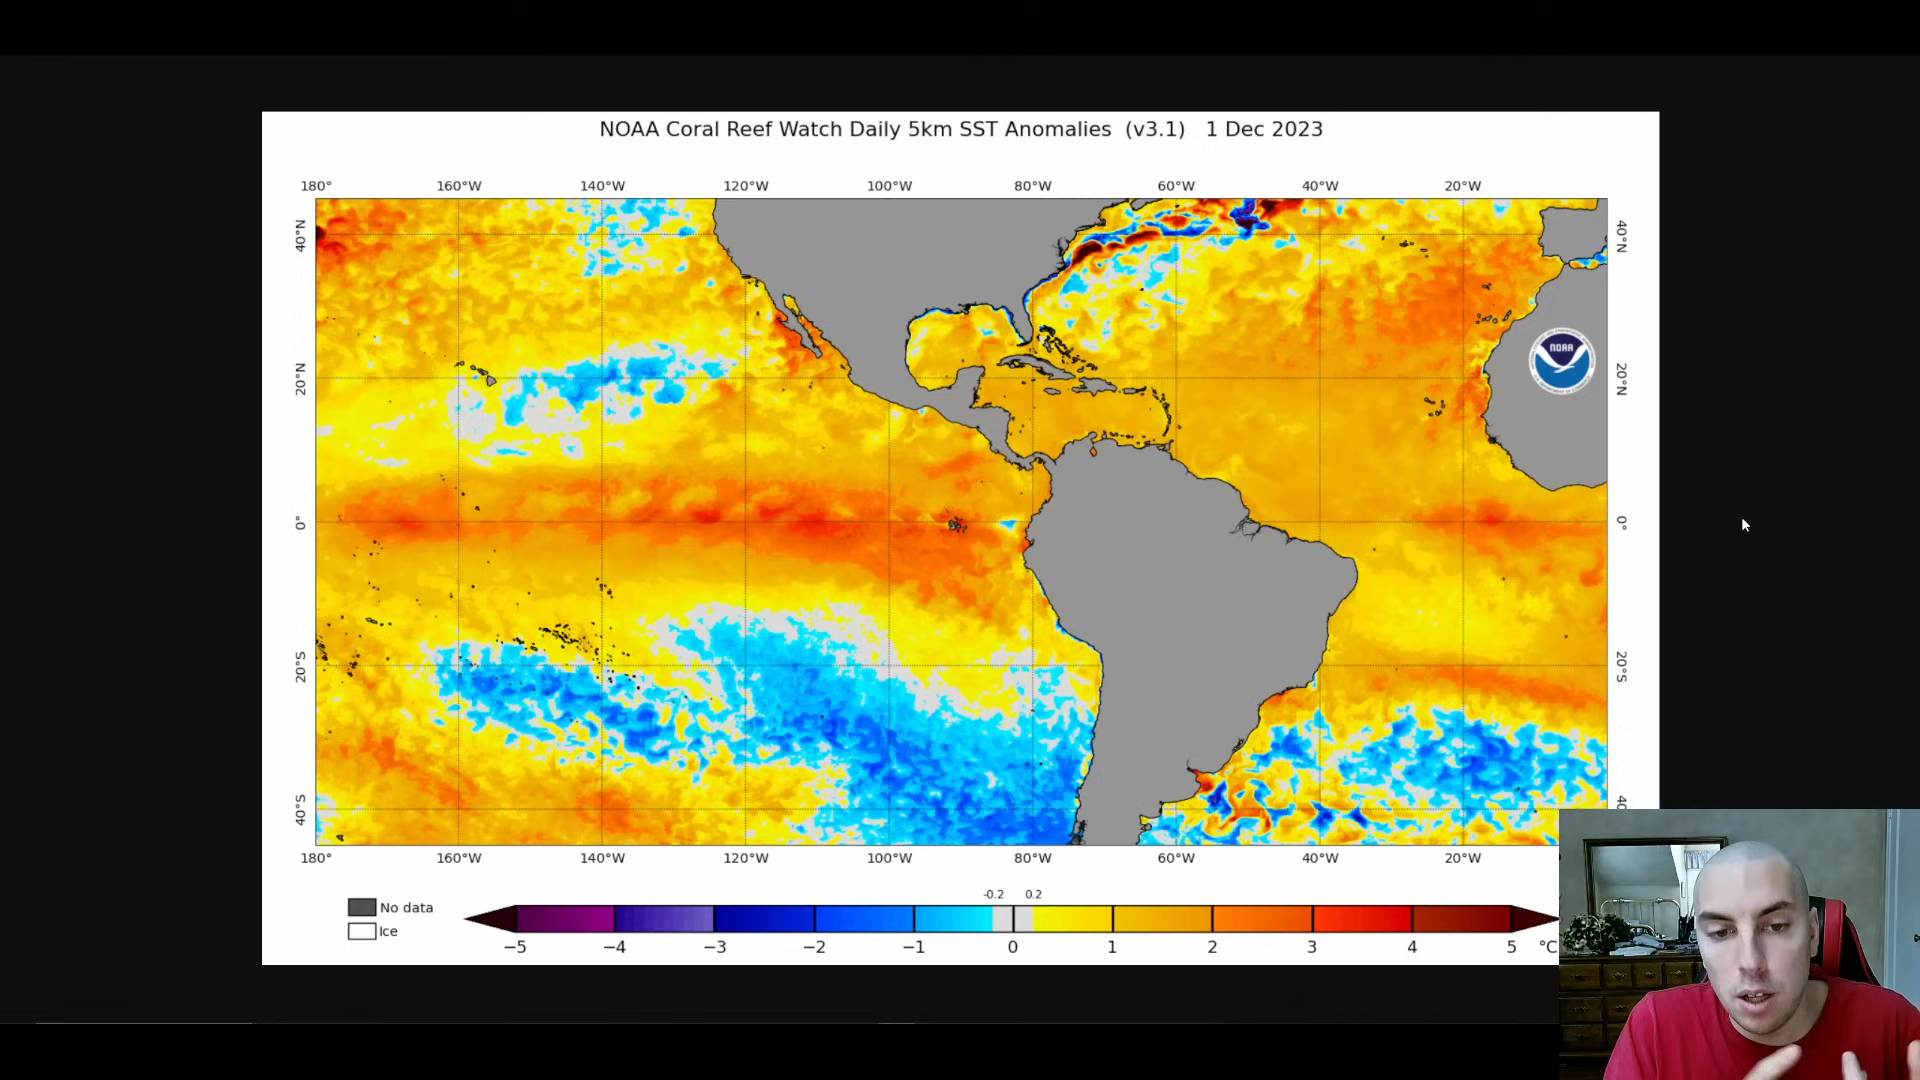 NOAA Coral Reef Watch Daily 5km SST Anomalies (v3.1) 1 Dec 2023
180° 160°W 140°W 120°W 100°W 80°W 60°W 40°W 20°W
40°N 40°N
NOAA
20°N 20°N
0° 0°
20°S 20°S
40°S 40
180° 160°W 140°W 120°W 100°W 80°W 60°W 40°W 20°W
-0.2 0.2
No data
Ice
−5 −4 −3 −2 −1 0 1 2 3 4 5 °C